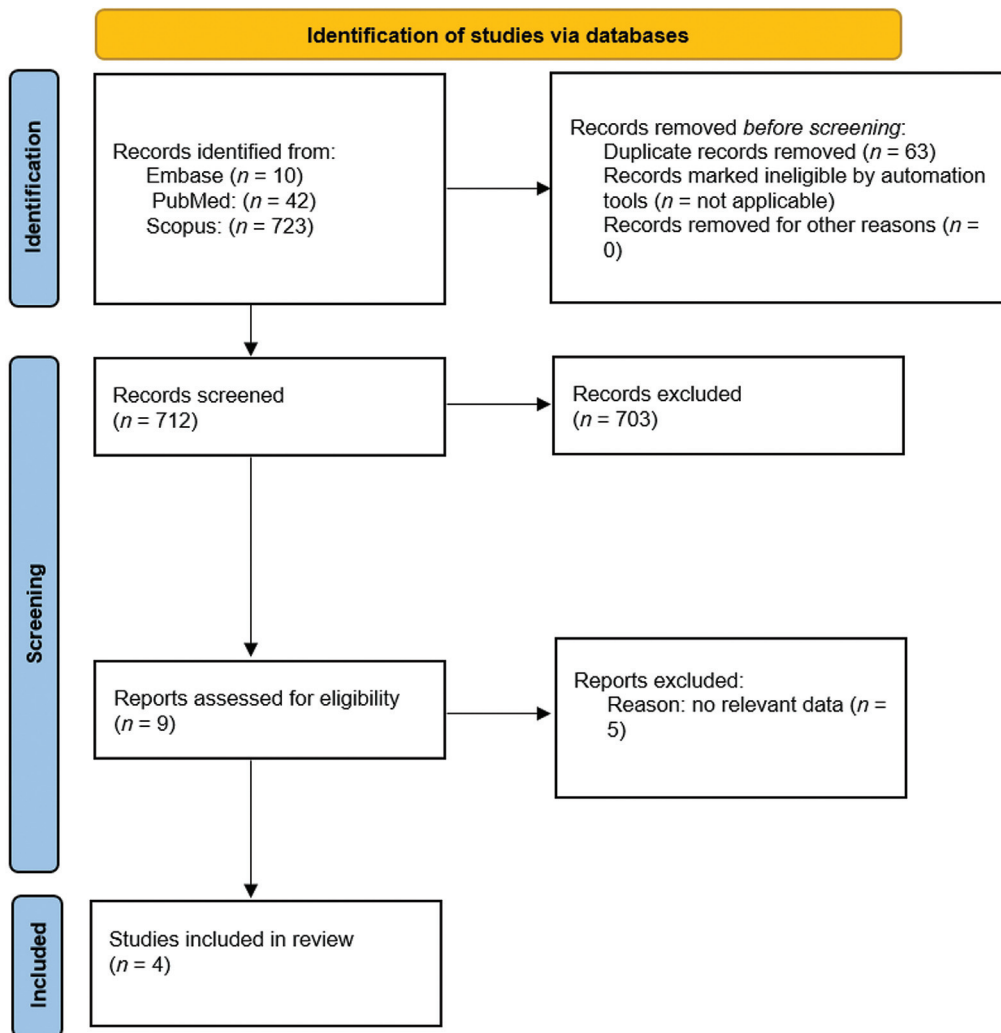 Identification of studies via databases
Identification
Records identified from:
Embase (n = 10)
PubMed: (n = 42)
Scopus: (n = 723)
Records removed before screening:
Duplicate records removed (n = 63)
Records marked ineligible by automation
tools (n = not applicable)
Records removed for other reasons (n =
0)
Screening
Records screened
(n = 712)
Records excluded
(n = 703)
Reports assessed for eligibility
(n = 9)
Reports excluded:
Reason: no relevant data (n =
5)
Included
Studies included in review
(n = 4)